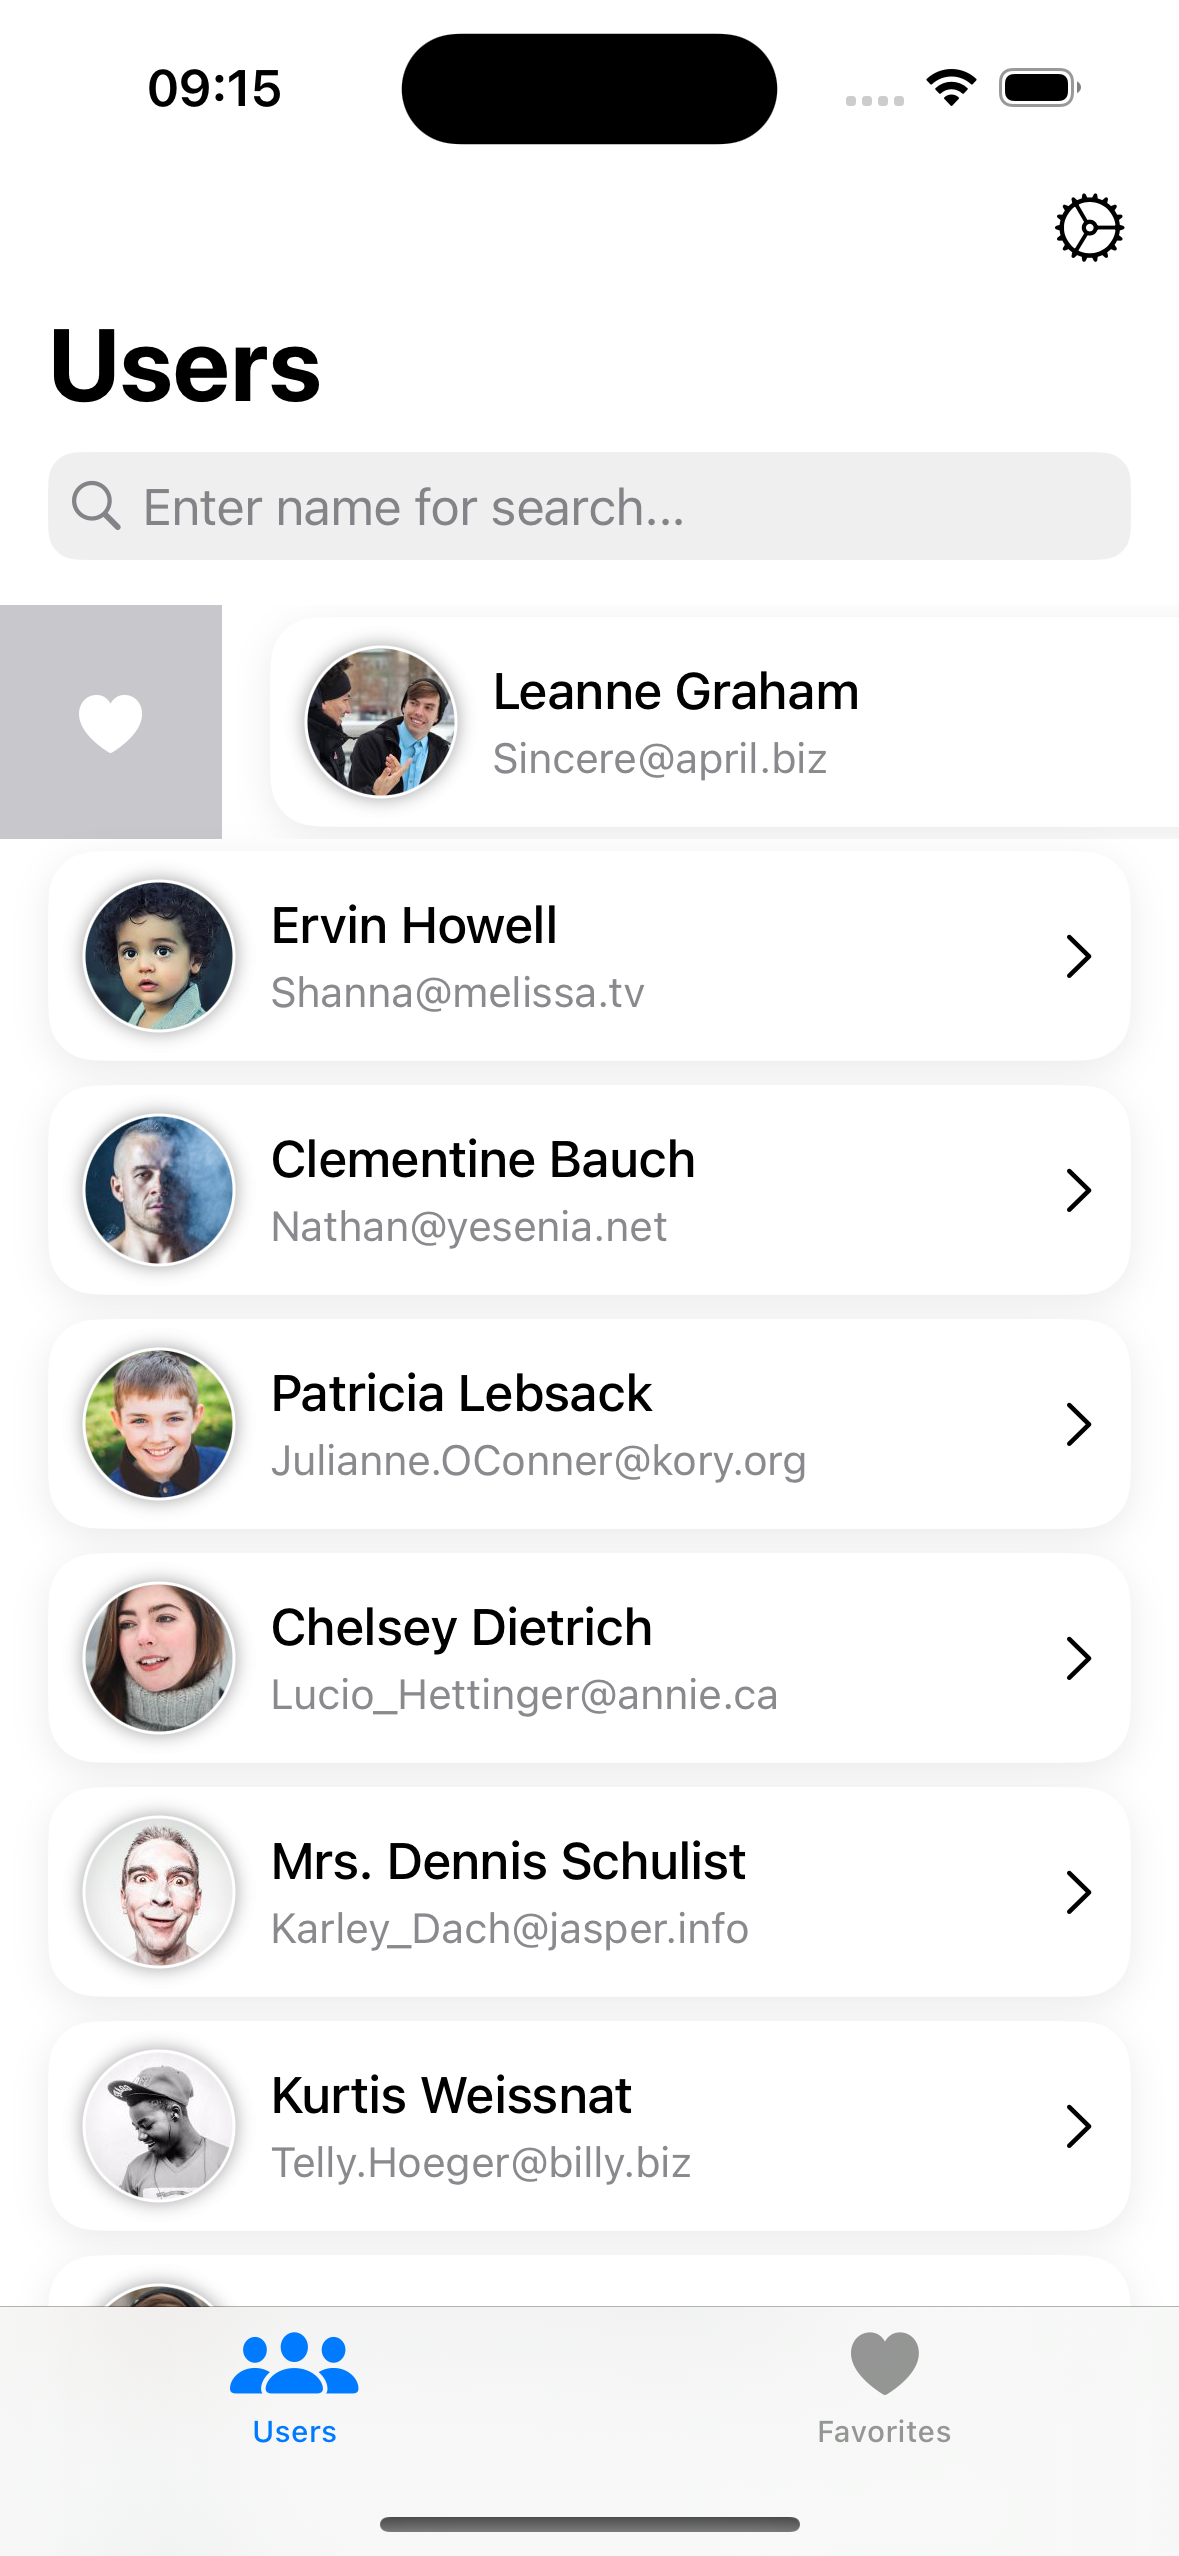 09:15
Users
Enter name for search...
Leanne Graham
Sincere@april.biz
Ervin Howell
Shanna@melissa.tv
Clementine Bauch
Nathan@yesenia.net
Patricia Lebsack
Julianne.OConner@kory.org
Chelsey Dietrich
Lucio_Hettinger@annie.ca
Mrs. Dennis Schulist
Karley_Dach@jasper.info
Kurtis Weissnat
Telly.Hoeger@billy.biz
Users
Favorites